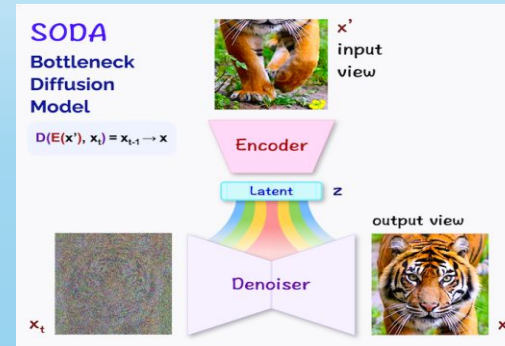 SODA
Bottleneck
Diffusion
Model
D(E(x'), xₜ) = xₜ₋₁ → x
x'
input
view
Encoder
Latent
z
output view
Denoiser
xₜ
x